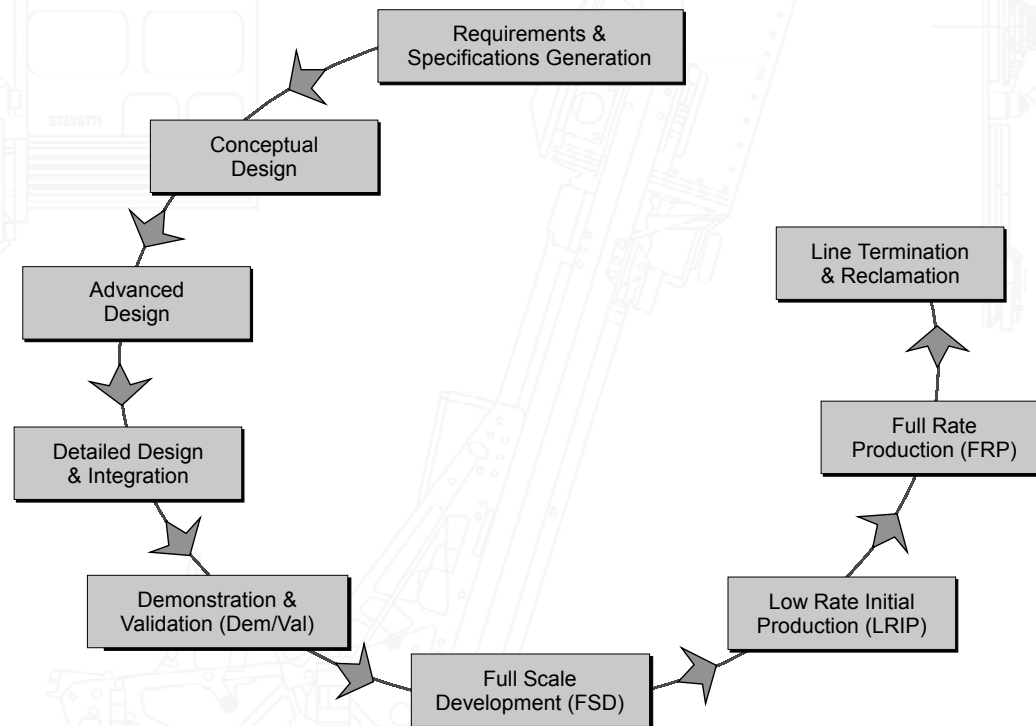 Requirements &
Specifications Generation
STAVATTI
Conceptual
Design
Line Termination
& Reclamation
Advanced
Design
Full Rate
Production (FRP)
Detailed Design
& Integration
Demonstration &
Validation (Dem/Val)
Low Rate Initial
Production (LRIP)
Full Scale
Development (FSD)